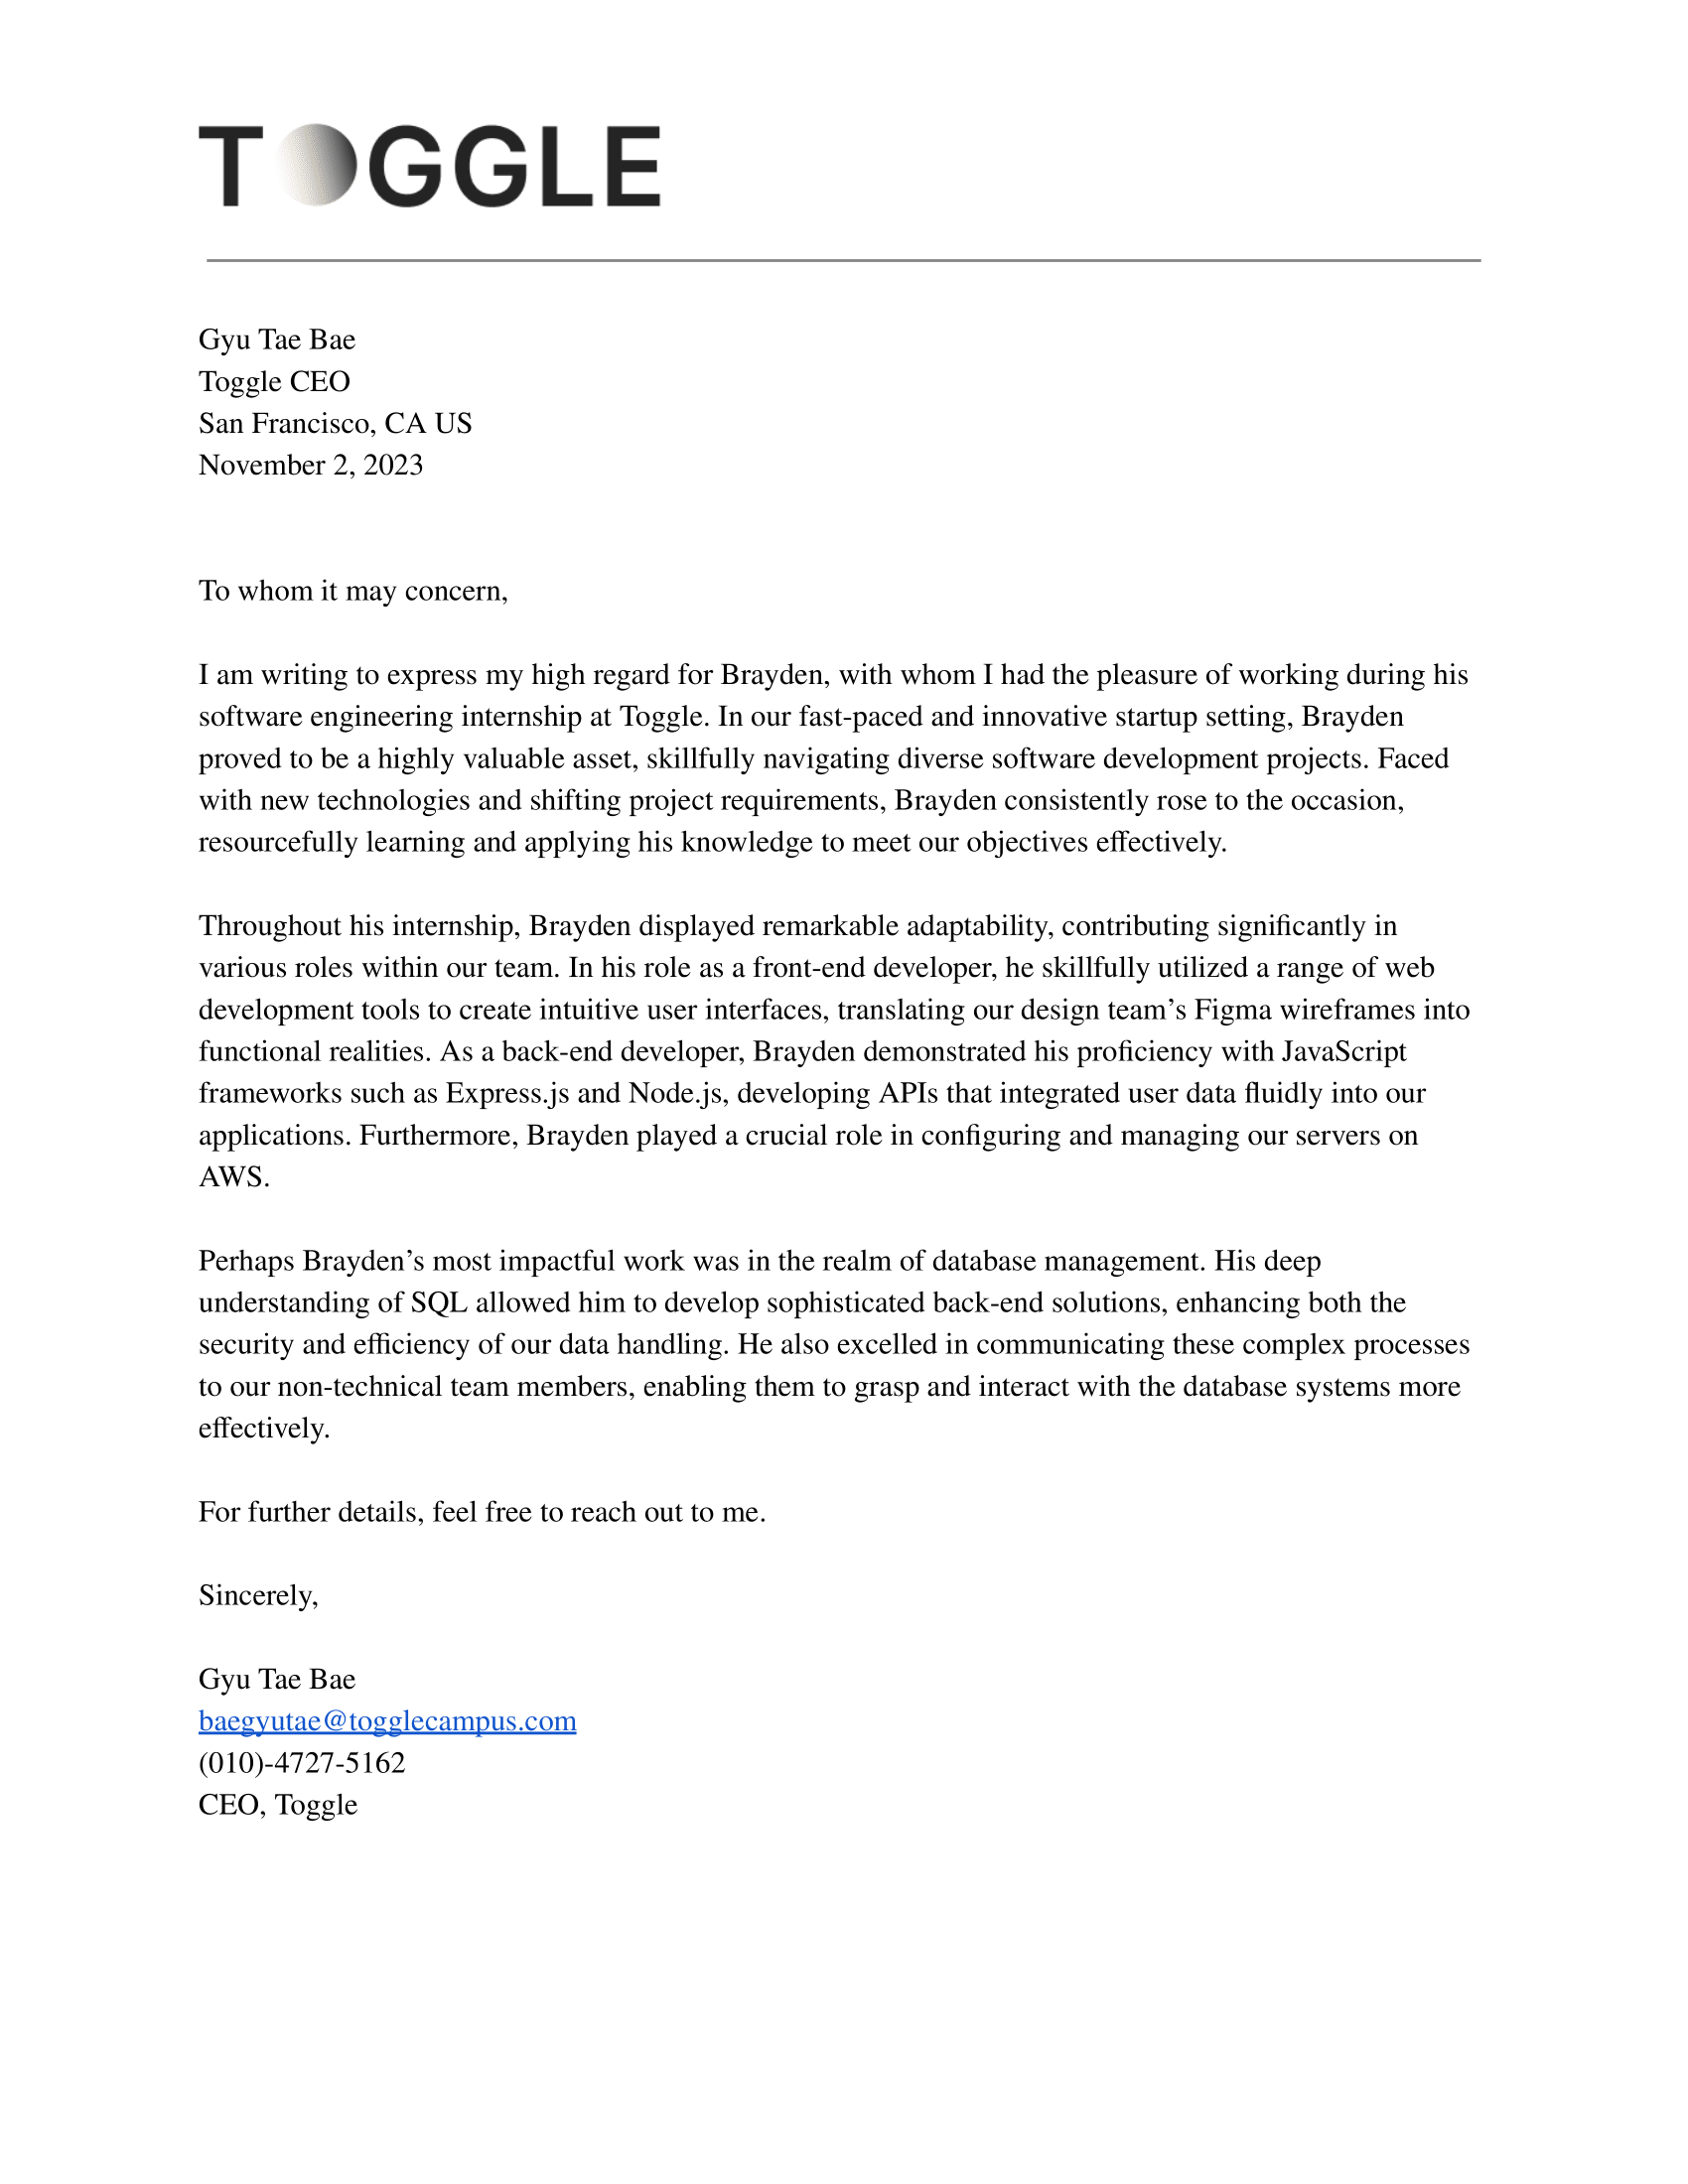 TOGGLE
Gyu Tae Bae
Toggle CEO
San Francisco, CA US
November 2, 2023
To whom it may concern,
I am writing to express my high regard for Brayden, with whom I had the pleasure of working during his
software engineering internship at Toggle. In our fast-paced and innovative startup setting, Brayden
proved to be a highly valuable asset, skillfully navigating diverse software development projects. Faced
with new technologies and shifting project requirements, Brayden consistently rose to the occasion,
resourcefully learning and applying his knowledge to meet our objectives effectively.
Throughout his internship, Brayden displayed remarkable adaptability, contributing significantly in
various roles within our team. In his role as a front-end developer, he skillfully utilized a range of web
development tools to create intuitive user interfaces, translating our design team’s Figma wireframes into
functional realities. As a back-end developer, Brayden demonstrated his proficiency with JavaScript
frameworks such as Express.js and Node.js, developing APIs that integrated user data fluidly into our
applications. Furthermore, Brayden played a crucial role in configuring and managing our servers on
AWS.
Perhaps Brayden’s most impactful work was in the realm of database management. His deep
understanding of SQL allowed him to develop sophisticated back-end solutions, enhancing both the
security and efficiency of our data handling. He also excelled in communicating these complex processes
to our non-technical team members, enabling them to grasp and interact with the database systems more
effectively.
For further details, feel free to reach out to me.
Sincerely,
Gyu Tae Bae
baegyutae@togglecampus.com
(010)-4727-5162
CEO, Toggle